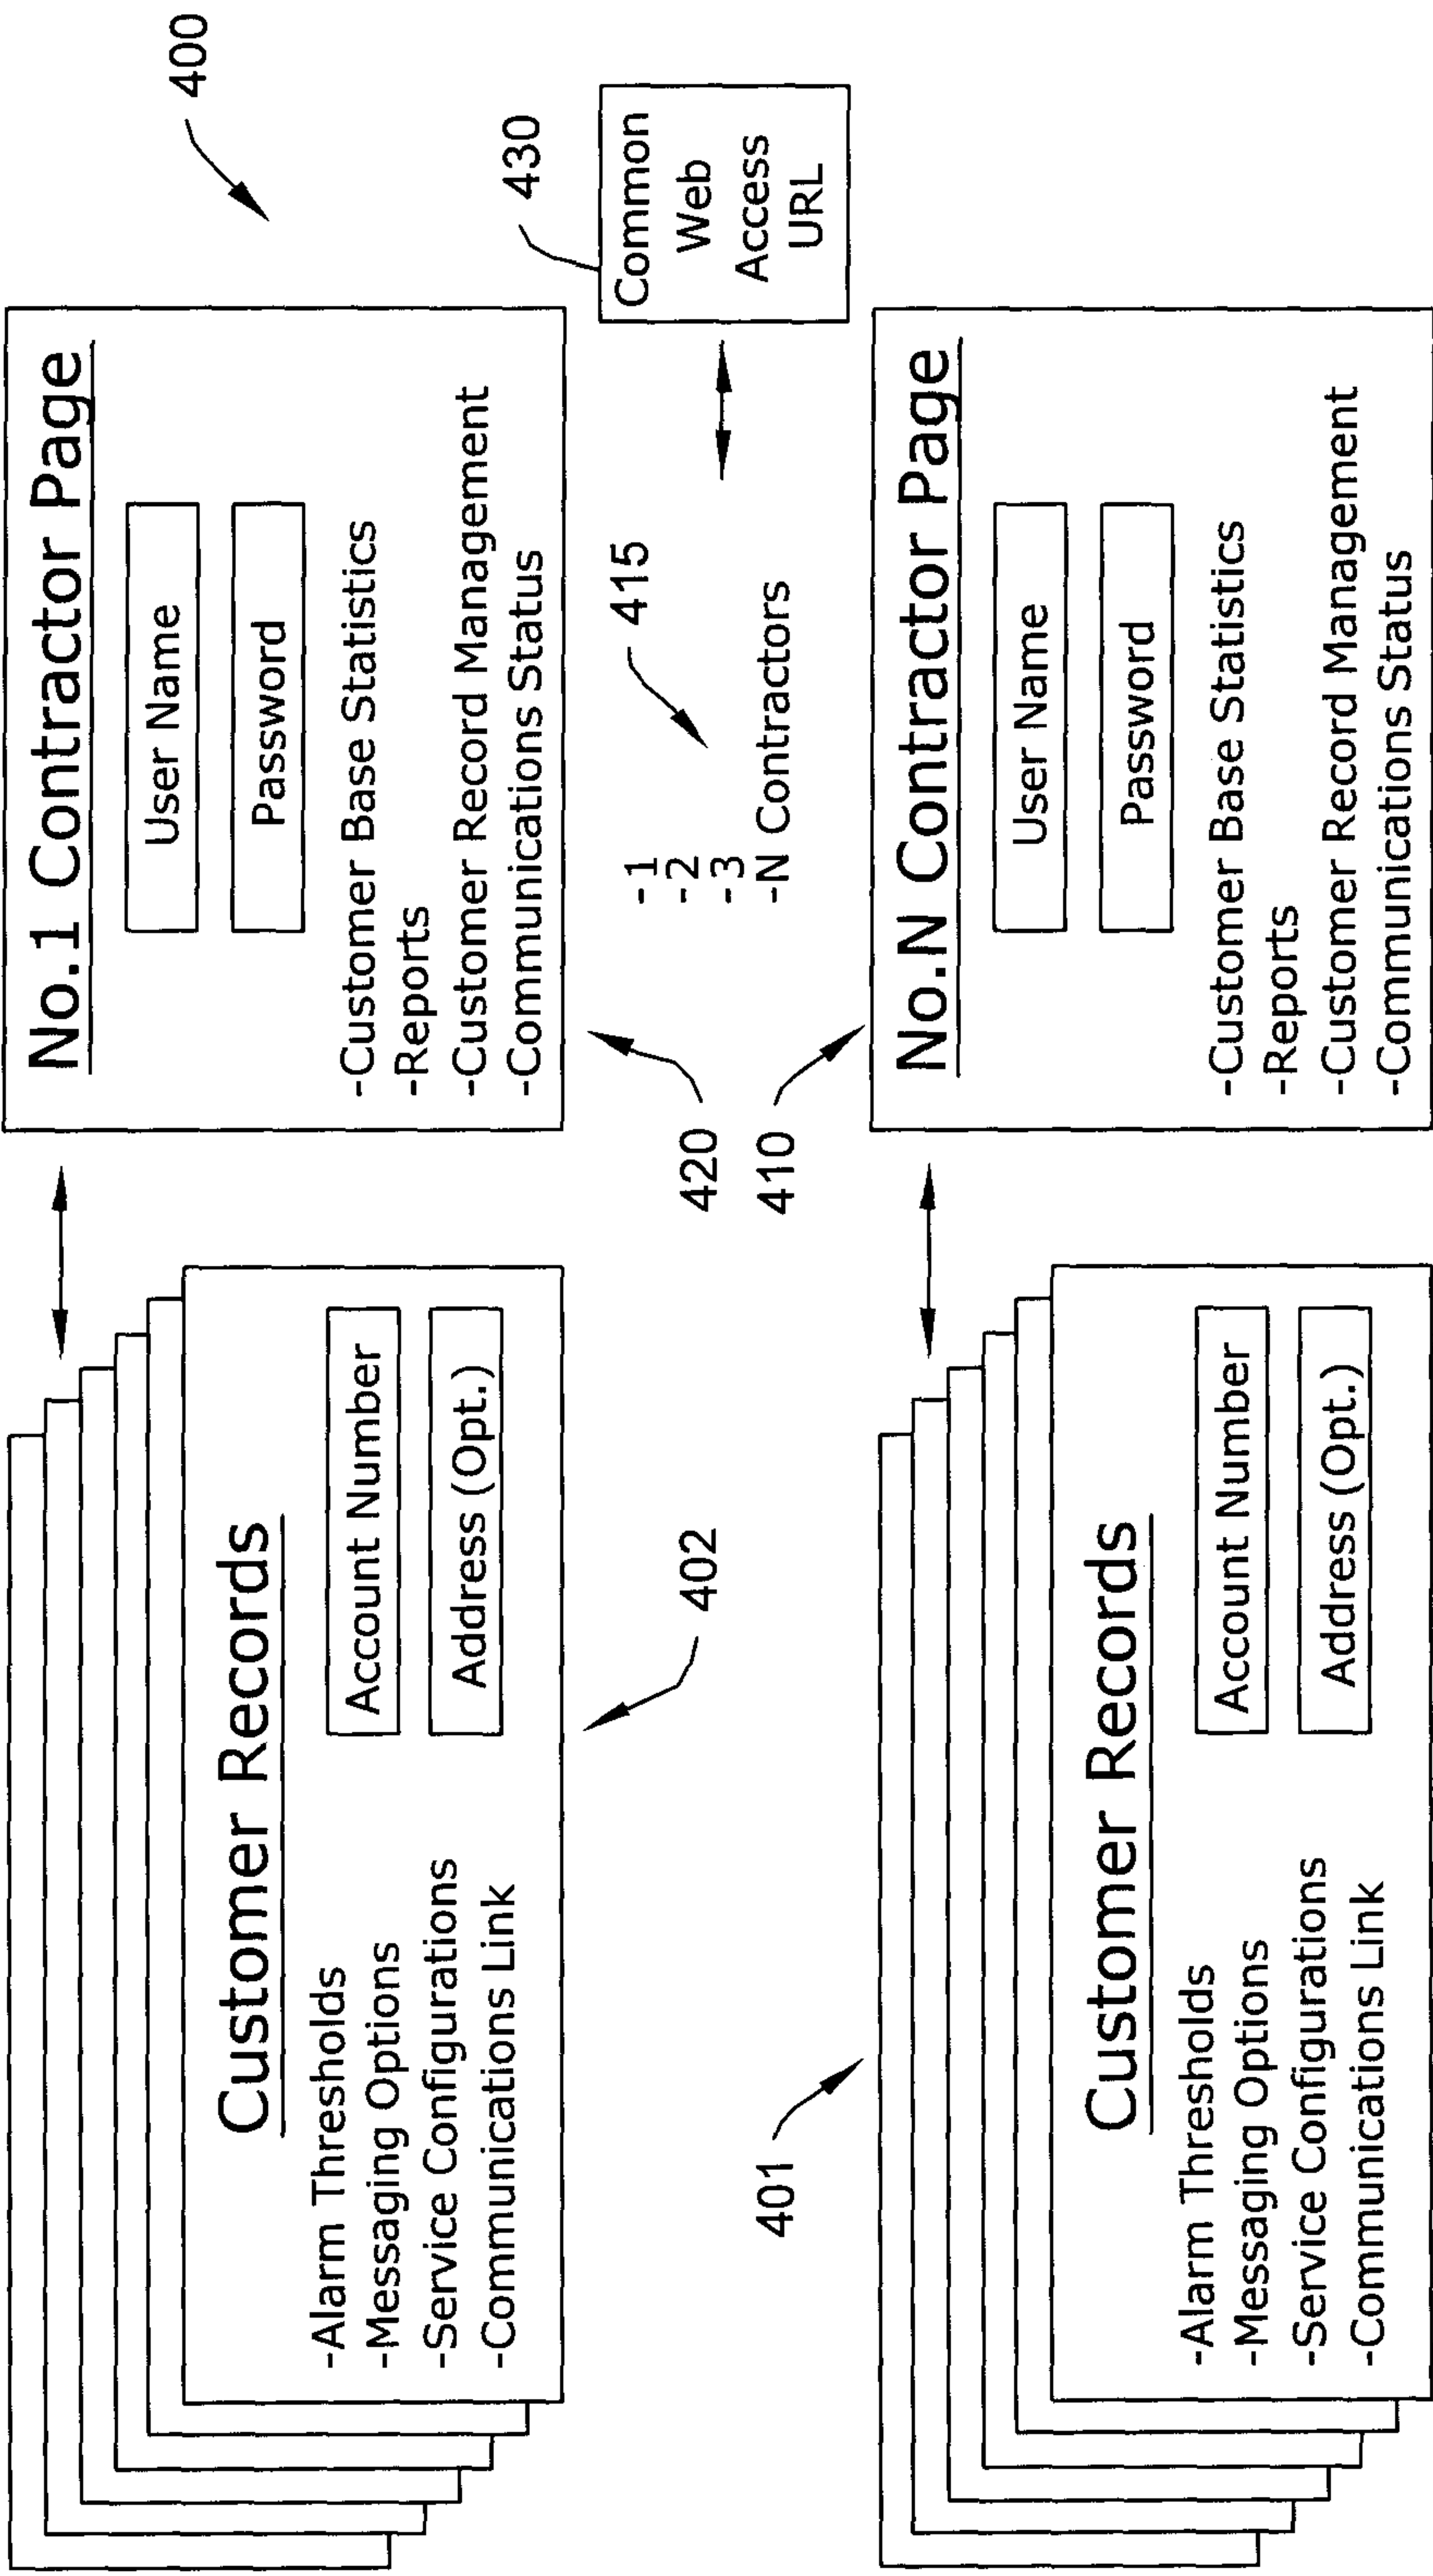 400
Customer Records
-Alarm Thresholds
-Messaging Options
-Service Configurations
-Communications Link
Account Number
Address (Opt.)
402
No.1 Contractor Page
User Name
Password
-Customer Base Statistics
-Reports
-Customer Record Management
-Communications Status
420
430
Common
Web
Access
URL
415
-1
-2
-3
-N Contractors
401
410
Customer Records
-Alarm Thresholds
-Messaging Options
-Service Configurations
-Communications Link
Account Number
Address (Opt.)
No.N Contractor Page
User Name
Password
-Customer Base Statistics
-Reports
-Customer Record Management
-Communications Status